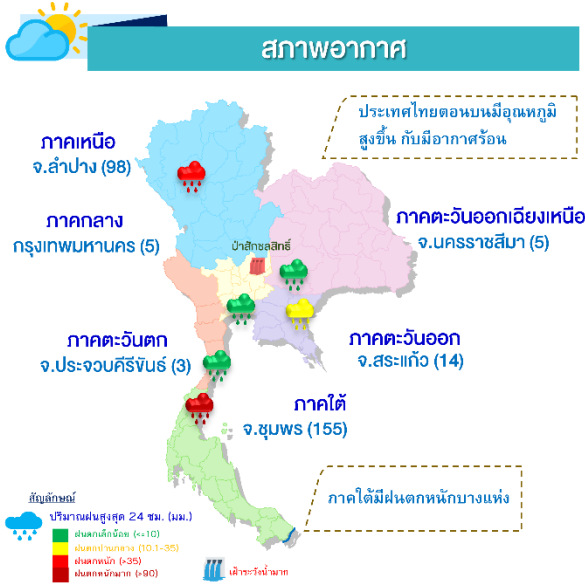 สภาพอากาศ
ประเทศไทยตอนบนมีอุณหภูมิ
สูงขึ้น กับมีอากาศร้อน
ภาคเหนือ
จ.ลำปาง (98)
ภาคกลาง
กรุงเทพมหานคร (5)
ป่าสักชลสิทธิ์
ภาคตะวันออกเฉียงเหนือ
จ.นครราชสีมา (5)
ภาคตะวันตก
จ.ประจวบคีรีขันธ์ (3)
ภาคตะวันออก
จ.สระแก้ว (14)
ภาคใต้
จ.ชุมพร (155)
ภาคใต้มีฝนตกหนักบางแห่ง
สัญลักษณ์
ปริมาณฝนสูงสุด 24 ชม. (มม.)
ฝนตกเล็กน้อย (<=10)
ฝนตกปานกลาง (10.1-35)
ฝนตกหนัก (>35)
ฝนตกหนักมาก (>90)
เฝ้าระวังน้ำมาก